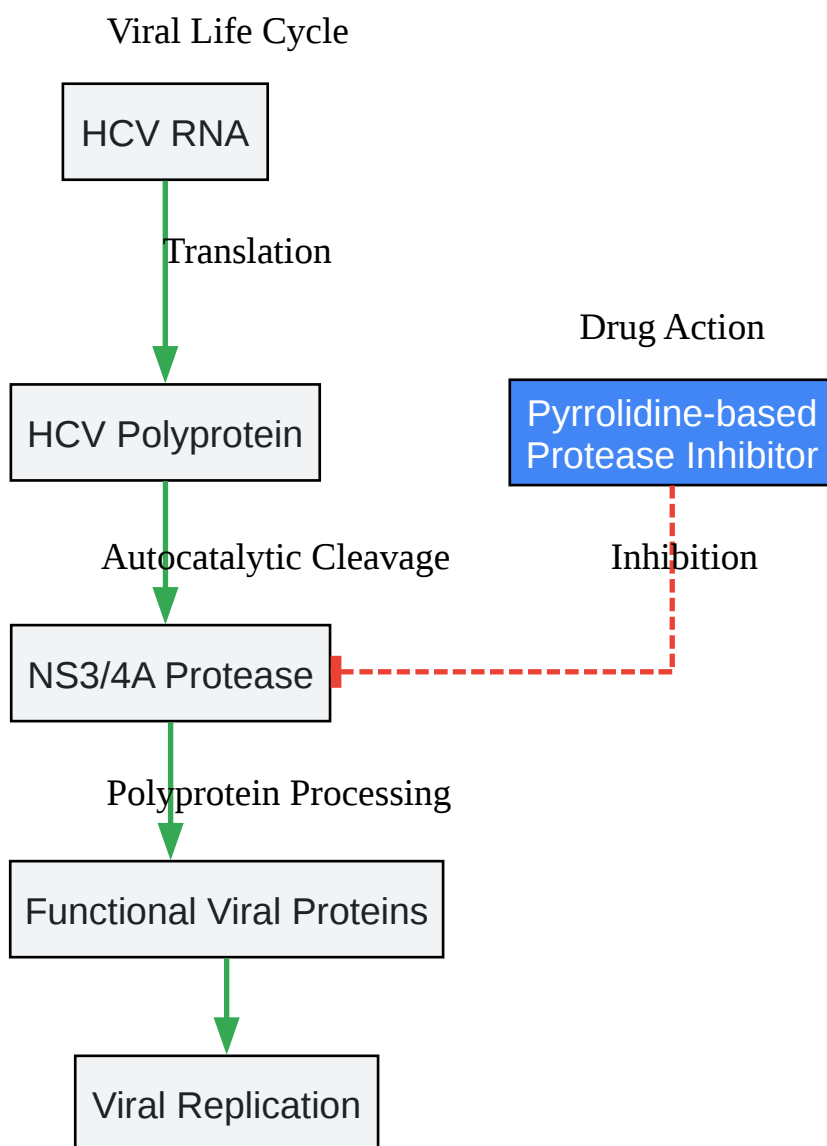 Viral Life Cycle
HCV RNA
Translation
HCV Polyprotein
Autocatalytic Cleavage
NS3/4A Protease
Polyprotein Processing
Functional Viral Proteins
Viral Replication
Drug Action
Pyrrolidine-based
Protease Inhibitor
Inhibition